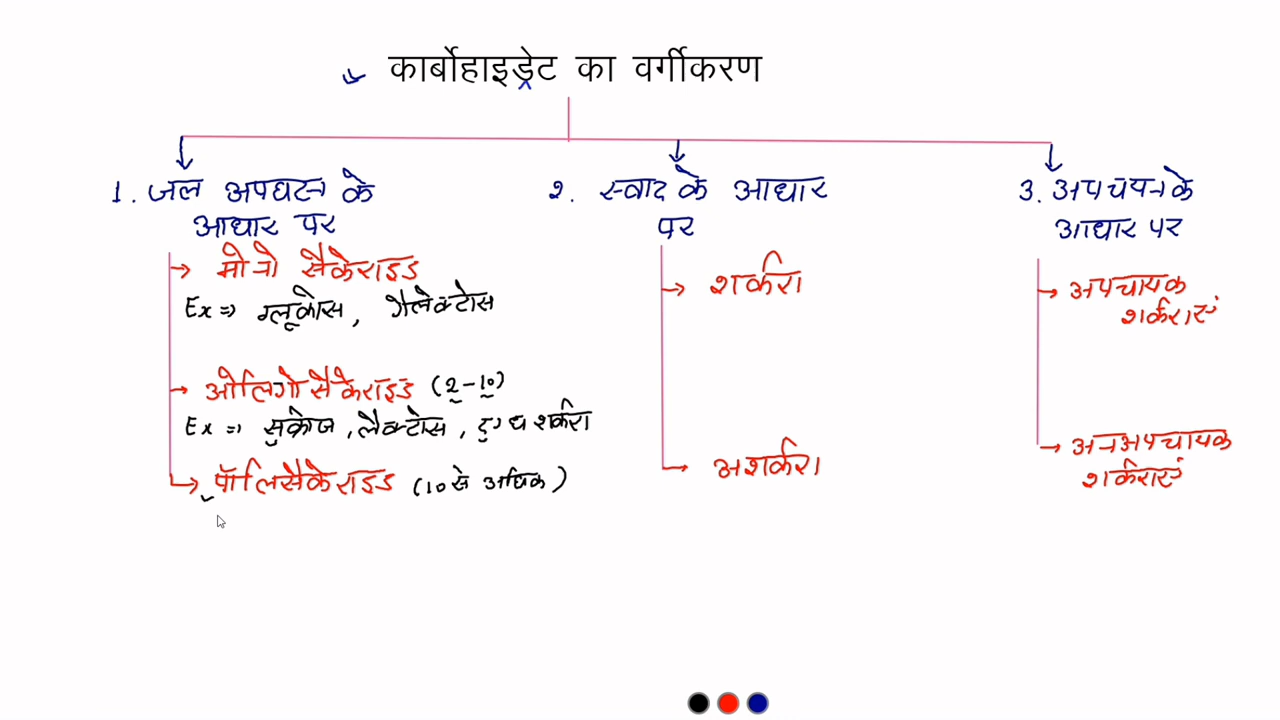 कार्बोहाइड्रेट का वर्गीकरण
1. जल अपघटन के
आधार पर
→ मोनो सैकेराइड
Ex => ग्लूकोस, गैलेक्टोस
→ ओलिगो सैकेराइड (2-10)
Ex => सुक्रोज, लैक्टोस, दुग्ध शर्करा
→ पॉलिसैकेराइड (10 से अधिक)
2. स्वाद के आधार
पर
→ शर्करा
→ अशर्करा
3. अपचयन के
आधार पर
→ अपचायक
शर्कराएं
→ अनअपचायक
शर्कराएं